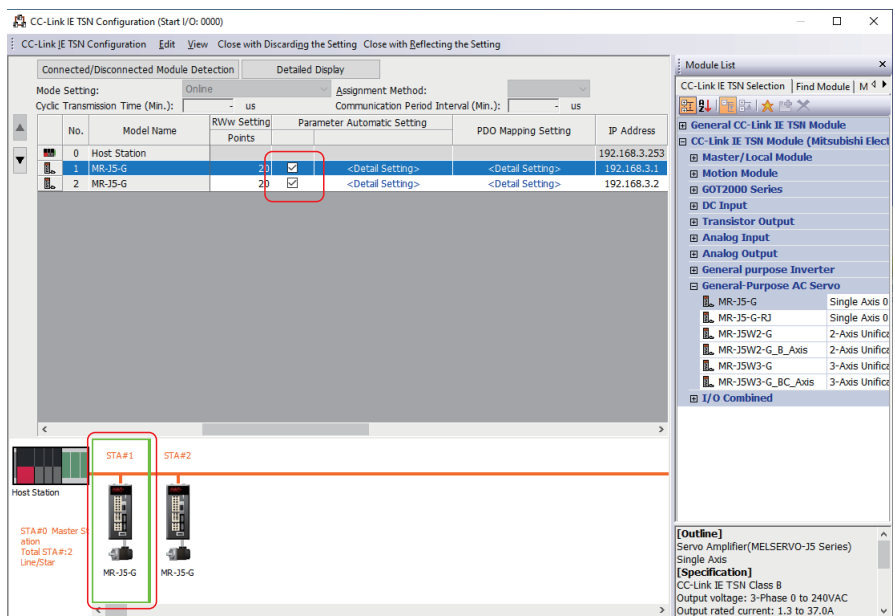 CC-Link IE TSN Configuration (Start I/O: 0000)
CC-Link IE TSN Configuration Edit View Close with Discarding the Setting Close with Reflecting the Setting
Connected/Disconnected Module Detection Detailed Display
Mode Setting: Online Assignment Method:
Cyclic Transmission Time (Min.): - us Communication Period Interval (Min.): - us
No. Model Name RWw Setting Parameter Automatic Setting PDO Mapping Setting IP Address
Points
0 Host Station 192.168.3.253
1 MR-J5-G 20 <Detail Setting> <Detail Setting> 192.168.3.1
2 MR-J5-G 20 <Detail Setting> <Detail Setting> 192.168.3.2
STA#1 STA#2
Host Station
STA#0 Master St
ation
Total STA#:2
Line/Star
MR-J5-G MR-J5-G
Module List
CC-Link IE TSN Selection Find Module M
General CC-Link IE TSN Module
CC-Link IE TSN Module (Mitsubishi Elect
Master/Local Module
Motion Module
GOT2000 Series
DC Input
Transistor Output
Analog Input
Analog Output
General purpose Inverter
General-Purpose AC Servo
MR-J5-G Single Axis 0
MR-J5-G-RJ Single Axis 0
MR-J5W2-G 2-Axis Unifica
MR-J5W2-G_B_Axis 2-Axis Unifica
MR-J5W3-G 3-Axis Unifica
MR-J5W3-G_BC_Axis 3-Axis Unifica
I/O Combined
[Outline]
Servo Amplifier(MELSERVO-J5 Series)
Single Axis
[Specification]
CC-Link IE TSN Class B
Output voltage: 3-Phase 0 to 240VAC
Output rated current: 1.3 to 37.0A